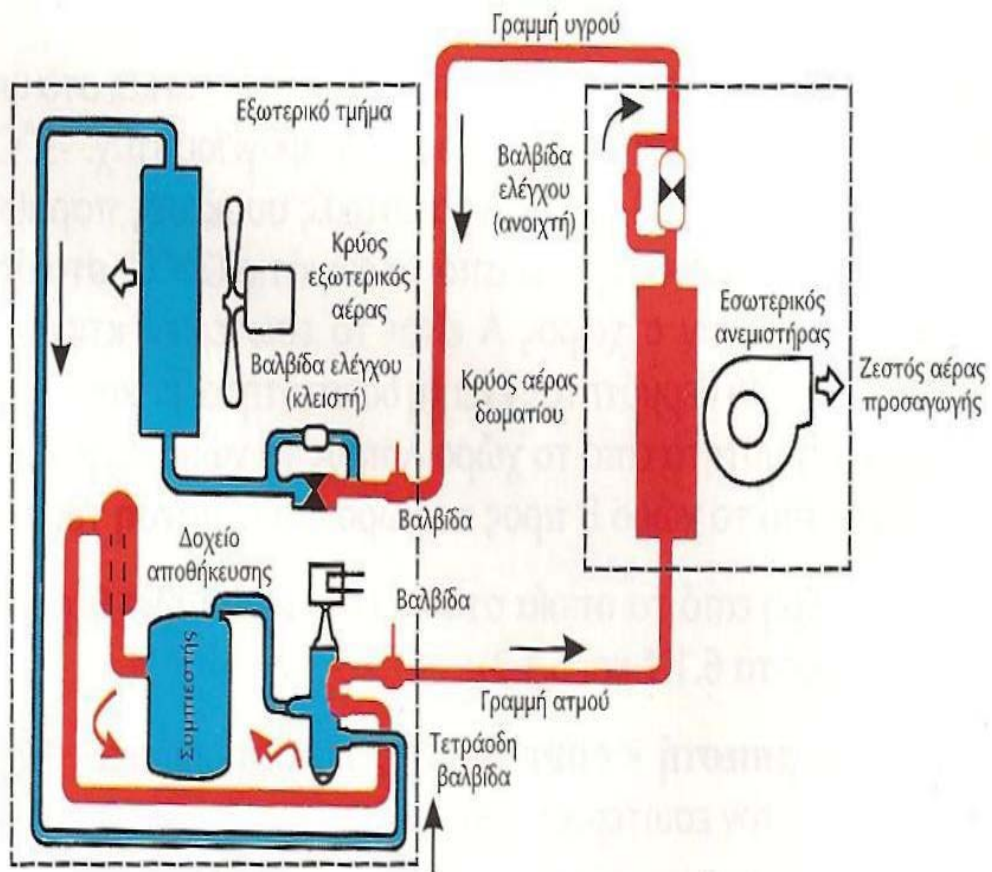 Γραμμή υγρού
Εξωτερικό τμήμα
Βαλβίδα
ελέγχου
(ανοιχτή)
Κρύος
εξωτερικός
αέρας
Εσωτερικός
ανεμιστήρας
Βαλβίδα ελέγχου
(κλειστή)
Κρύος αέρας
δωματίου
Ζεστός αέρας
προσαγωγής
Βαλβίδα
Δοχείο
αποθήκευσης
Βαλβίδα
Συμπιεστής
Γραμμή ατμού
Τετράοδη
βαλβίδα